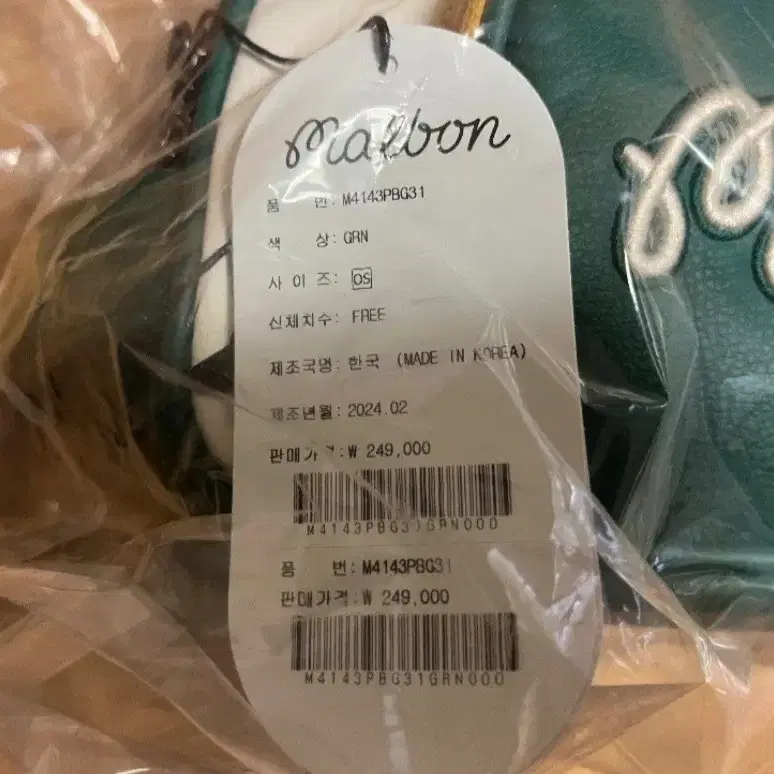 malbon
품 번: M4143PBG31
색 상: GRN
사 이 즈: OS
신체치수: FREE
제조국명: 한국 (MADE IN KOREA)
제조년월: 2024.02
판매가격:₩ 249,000
M4143PBG31GRN000
품 번: M4143PBG31
판매가격:₩ 249,000
M4143PBG31GRN000